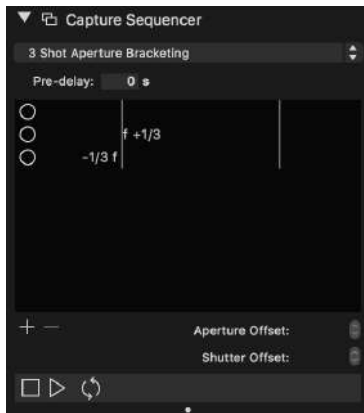 Capture Sequencer
3 Shot Aperture Bracketing
Pre-delay: 0 s
f +1/3
-1/3 f
Aperture Offset:
Shutter Offset: